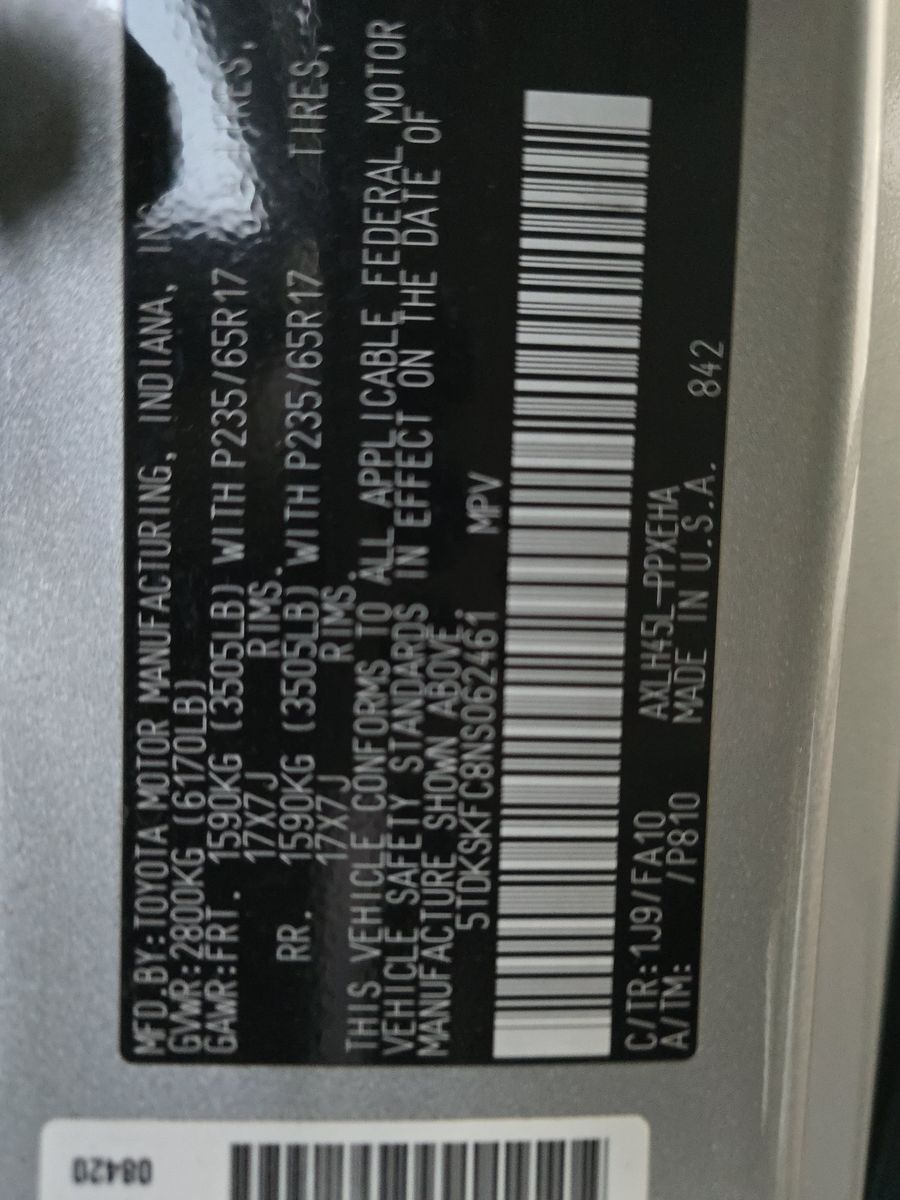 MFD.BY:TOYOTA MOTOR MANUFACTURING, INDIANA,
GVWR:2800KG (6170LB)
GAWR:FRT. 1590KG (3505LB) WITH P235/65R17
17X7J RIMS.
RR. 1590KG (3505LB) WITH P235/65R17 TIRES,
17X7J RIMS.
THIS VEHICLE CONFORMS TO ALL APPLICABLE FEDERAL MOTOR
VEHICLE SAFETY STANDARDS IN EFFECT ON THE DATE OF
MANUFACTURE SHOWN ABOVE.
5TDKSKFC8NS062461 MPV
C/TR:1J9/FA10 AXLH45L-PPXEHA
A/TM: /P810 MADE IN U.S.A. 842
08420